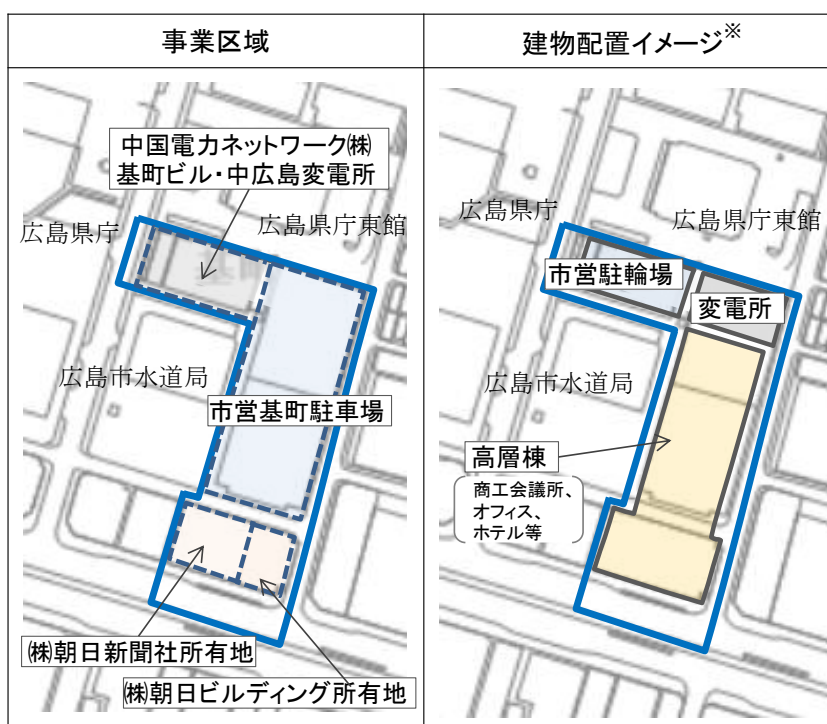 事業区域
建物配置イメージ※
中国電力ネットワーク㈱
基町ビル・中広島変電所
広島県庁
広島県庁東館
広島市水道局
市営基町駐車場
㈱朝日新聞社所有地
㈱朝日ビルディング所有地
広島県庁
広島県庁東館
市営駐輪場
変電所
広島市水道局
高層棟
商工会議所、
オフィス、
ホテル等